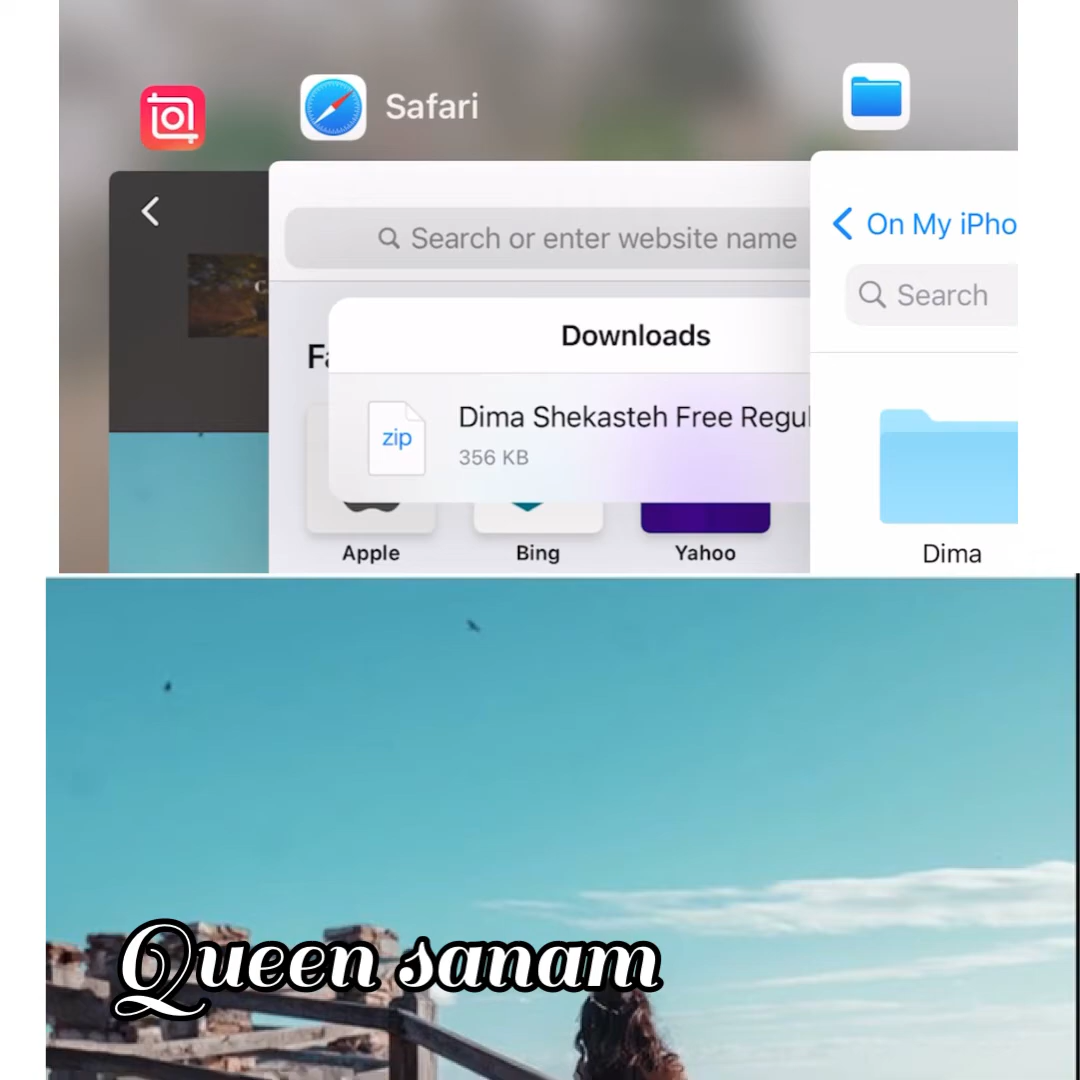 Safari
Search or enter website name
On My iPho
Search
Downloads
Fa
zip
Dima Shekasteh Free Regul
356 KB
Apple
Bing
Yahoo
Dima
Queen sanam